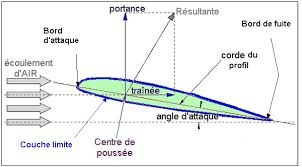 portance
Résultante
Bord de fuite
Bord
d'attaque
écoulement
d'AIR
corde du
profil
traînée
angle d'attaque
Couche limite
Centre de
poussée